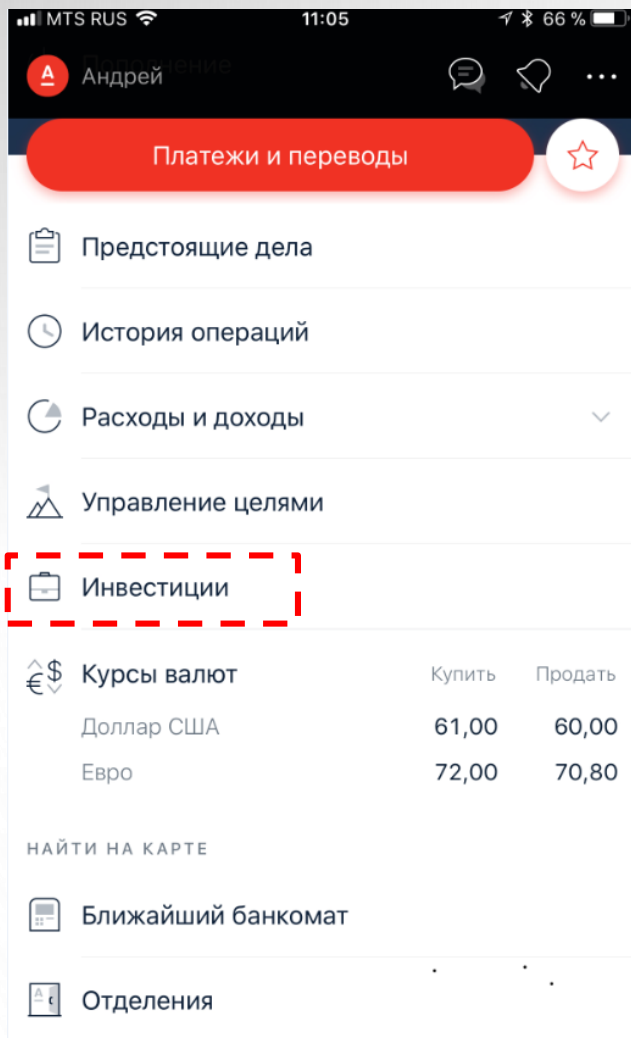 MTS RUS 11:05 66 %
Пополнение
А Андрей
Платежи и переводы
Предстоящие дела
История операций
Расходы и доходы
Управление целями
Инвестиции
€ $ Курсы валют Купить Продать
Доллар США 61,00 60,00
Евро 72,00 70,80
НАЙТИ НА КАРТЕ
Ближайший банкомат
А Отделения